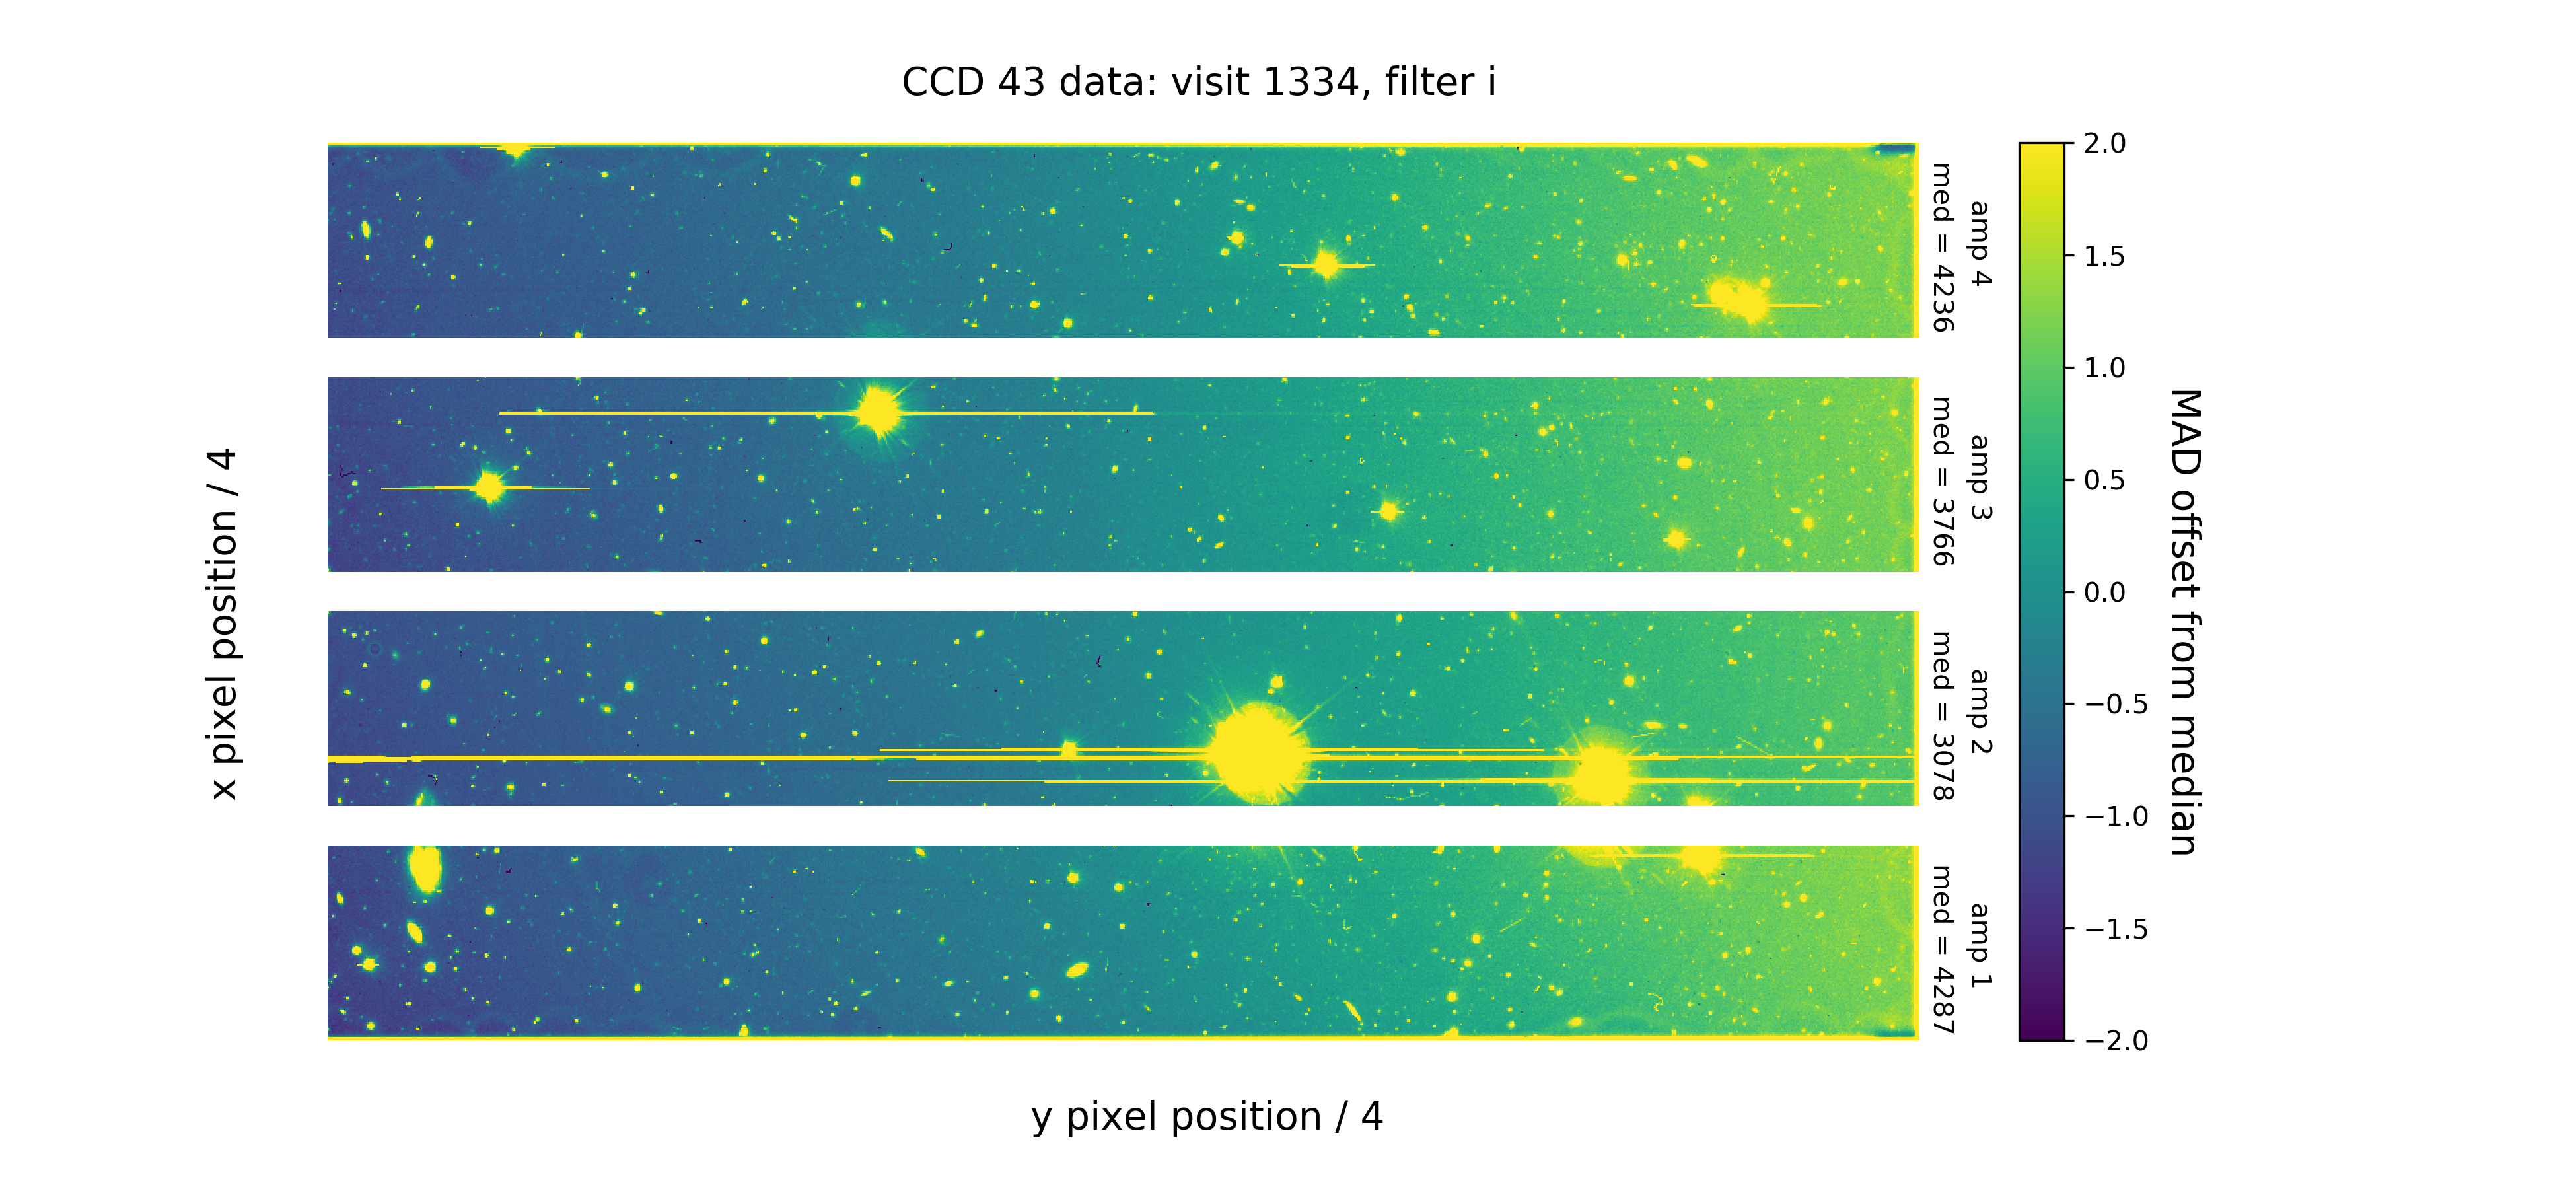 CCD 43 data: visit 1334, filter i
x pixel position / 4
amp 4
med = 4236
amp 3
med = 3766
amp 2
med = 3078
amp 1
med = 4287
2.0
1.5
1.0
0.5
0.0
−0.5
−1.0
−1.5
−2.0
MAD offset from median
y pixel position / 4